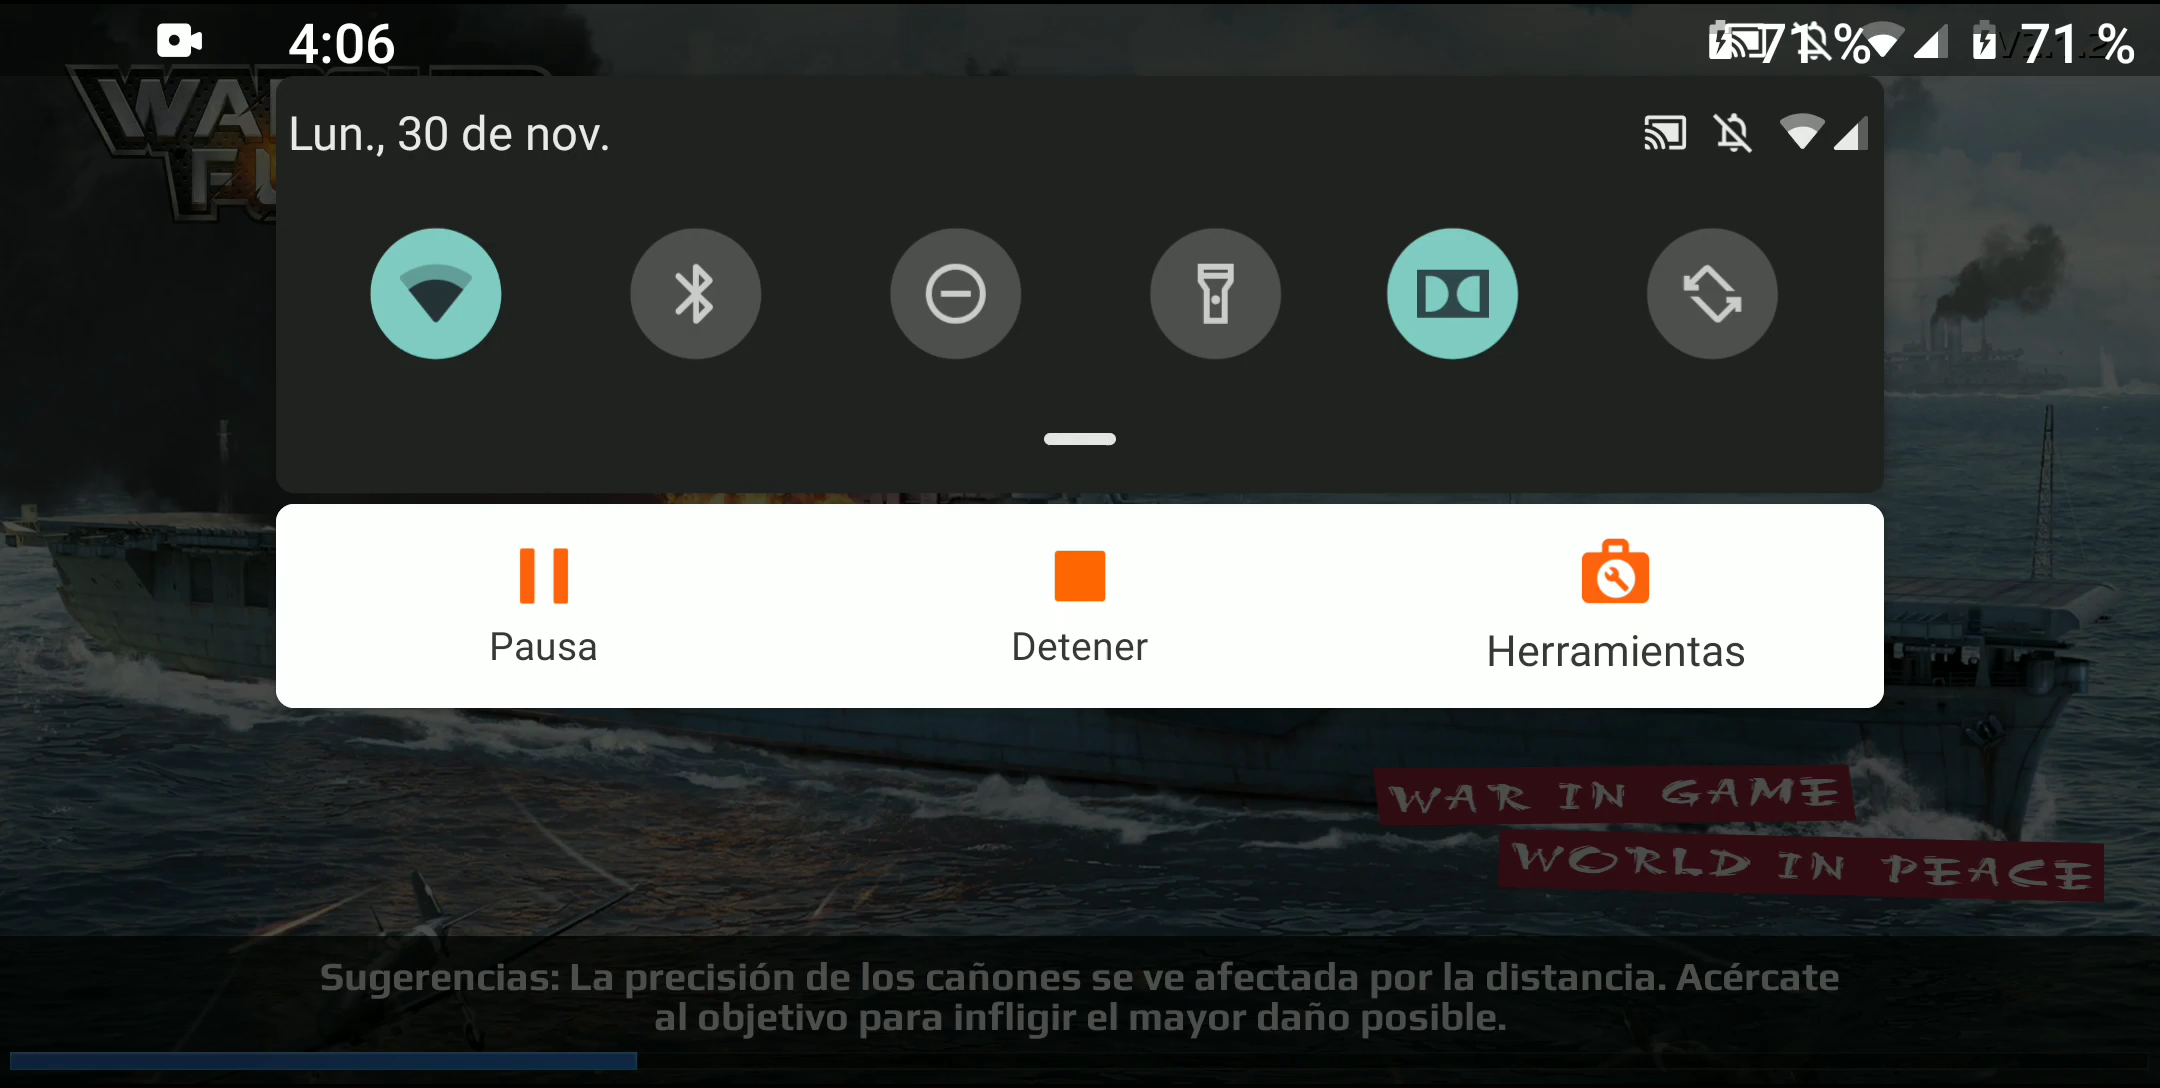 4:06
71 %
71 %
Lun., 30 de nov.
Pausa
Detener
Herramientas
WAR IN GAME
WORLD IN PEACE
Sugerencias: La precisión de los cañones se ve afectada por la distancia. Acércate
al objetivo para infligir el mayor daño posible.